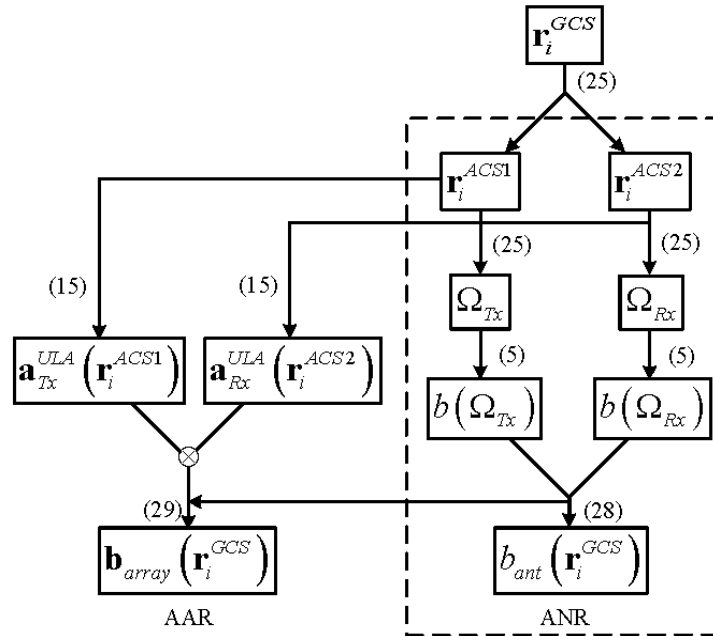 r_i^{GCS}
(25)
r_i^{ACS1} r_i^{ACS2}
(25) (25)
(15) (15)
Ω_{Tx} Ω_{Rx}
(5) (5)
a_{Tx}^{ULA}(r_i^{ACS1}) a_{Rx}^{ULA}(r_i^{ACS2})
b(Ω_{Tx}) b(Ω_{Rx})
(29) (28)
b_{array}(r_i^{GCS}) b_{ant}(r_i^{GCS})
AAR ANR